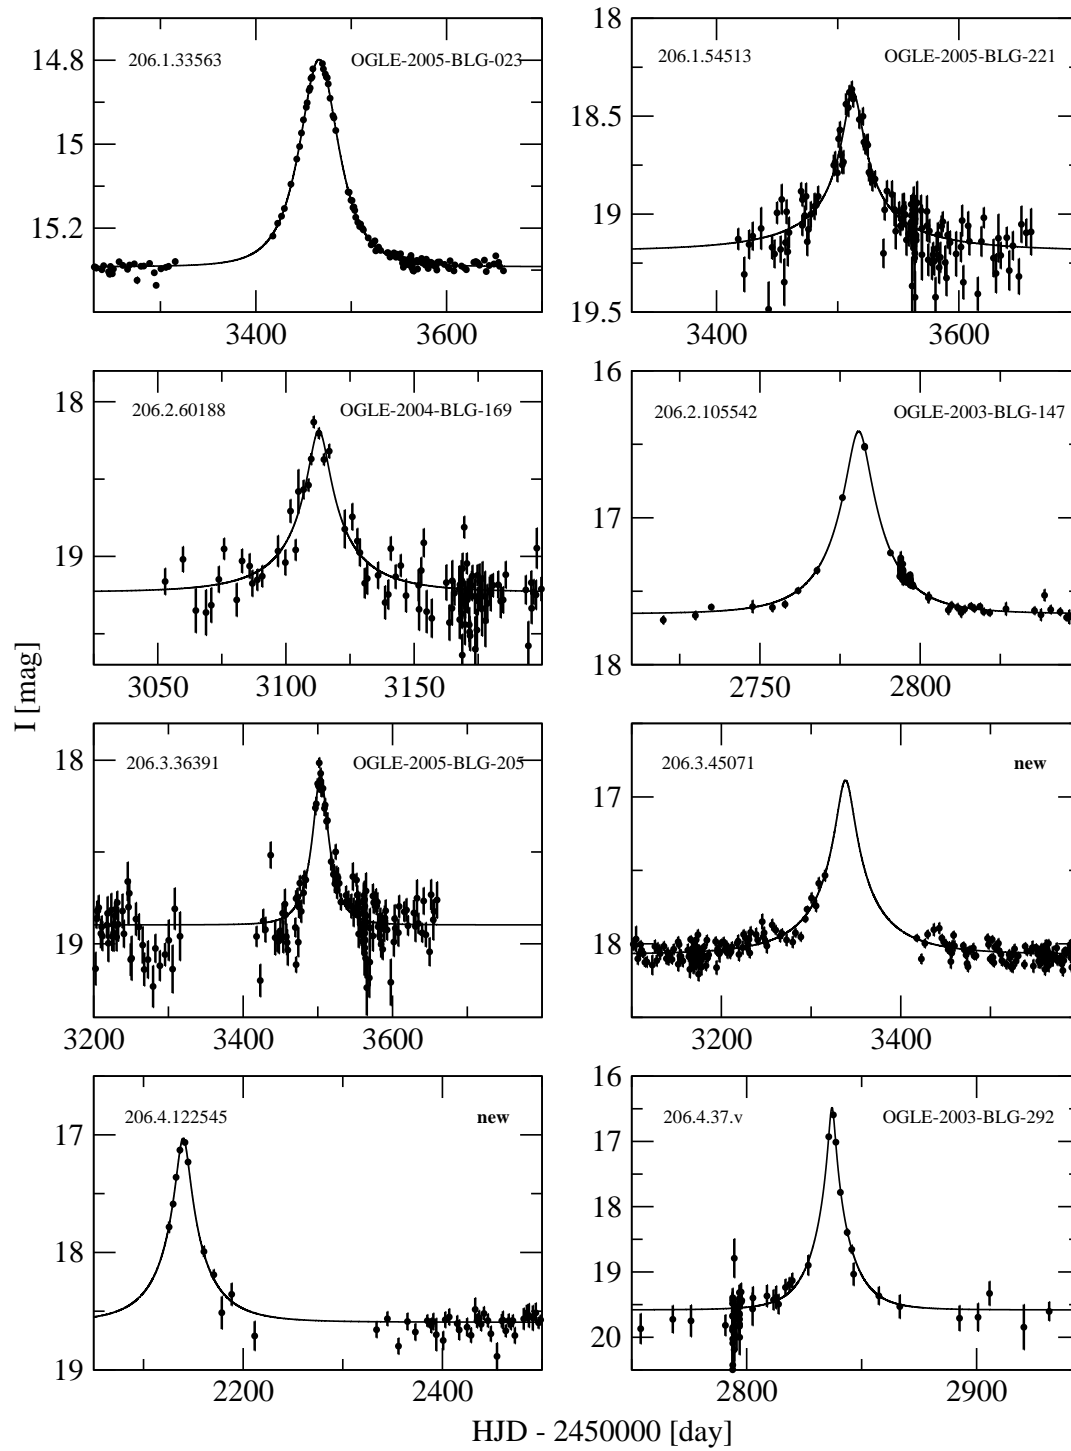 206.1.33563 OGLE-2005-BLG-023
14.8
15
15.2
3400 3600
206.1.54513 OGLE-2005-BLG-221
18
18.5
19
19.5
3400 3600
206.2.60188 OGLE-2004-BLG-169
18
19
3050 3100 3150
206.2.105542 OGLE-2003-BLG-147
16
17
18
2750 2800
206.3.36391 OGLE-2005-BLG-205
18
19
3200 3400 3600
206.3.45071 new
17
18
3200 3400
206.4.122545 new
17
18
19
2200 2400
206.4.37.v OGLE-2003-BLG-292
16
17
18
19
20
2800 2900
I [mag]
HJD - 2450000 [day]